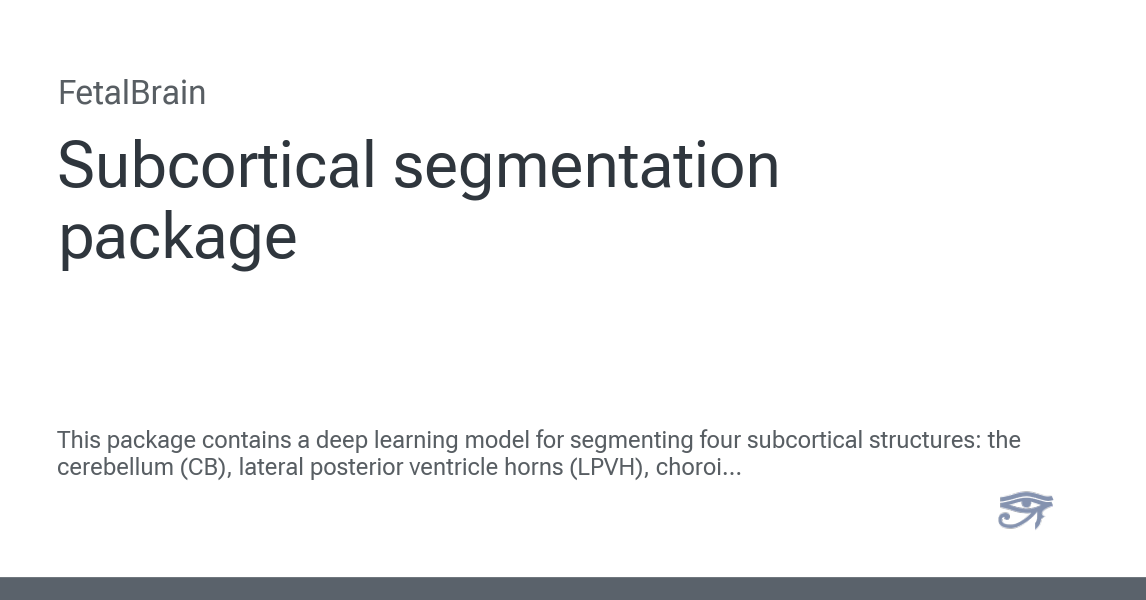 FetalBrain
Subcortical segmentation
package
This package contains a deep learning model for segmenting four subcortical structures: the
cerebellum (CB), lateral posterior ventricle horns (LPVH), choroi...